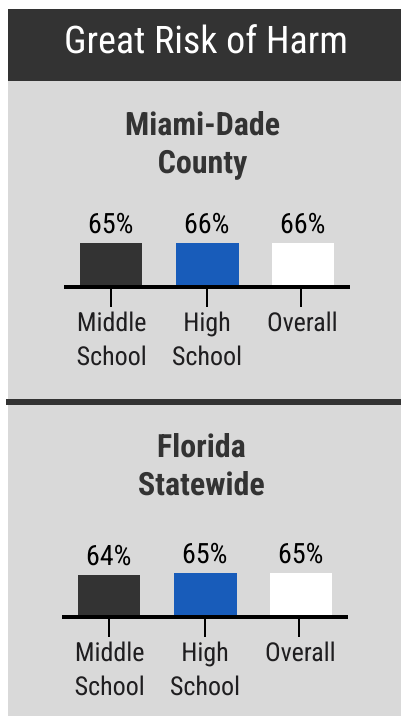 Great Risk of Harm
Miami-Dade
County
65% 66% 66%
Middle High Overall
School School
Florida
Statewide
64% 65% 65%
Middle High Overall
School School